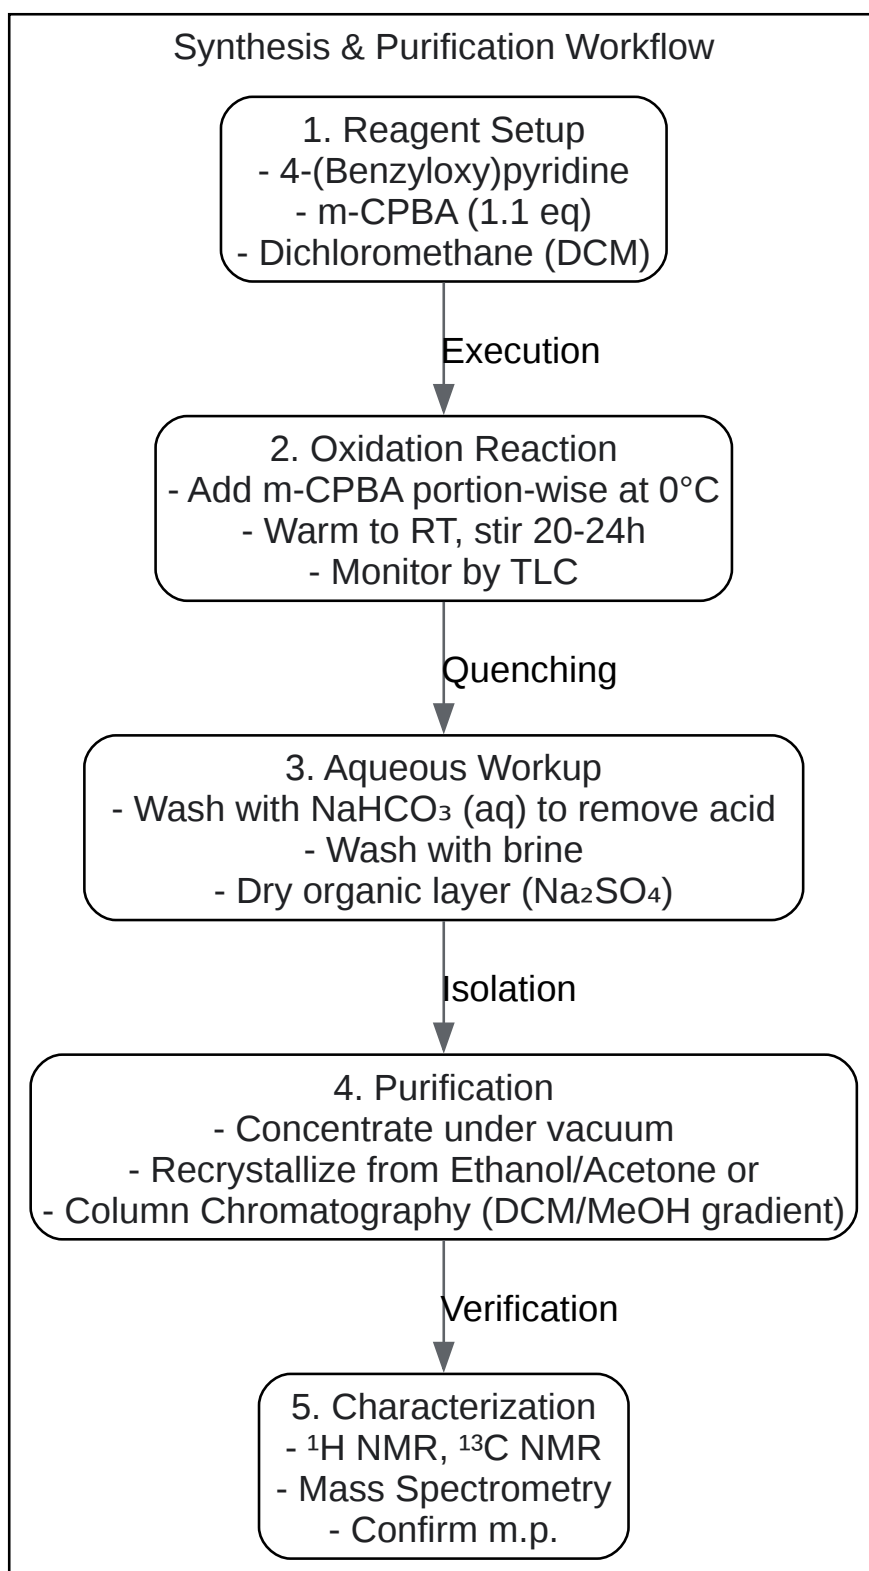 Synthesis & Purification Workflow
1. Reagent Setup
- 4-(Benzyloxy)pyridine
- m-CPBA (1.1 eq)
- Dichloromethane (DCM)
Execution
2. Oxidation Reaction
- Add m-CPBA portion-wise at 0°C
- Warm to RT, stir 20-24h
- Monitor by TLC
Quenching
3. Aqueous Workup
- Wash with NaHCO₃ (aq) to remove acid
- Wash with brine
- Dry organic layer (Na₂SO₄)
Isolation
4. Purification
- Concentrate under vacuum
- Recrystallize from Ethanol/Acetone or
- Column Chromatography (DCM/MeOH gradient)
Verification
5. Characterization
- ¹H NMR, ¹³C NMR
- Mass Spectrometry
- Confirm m.p.